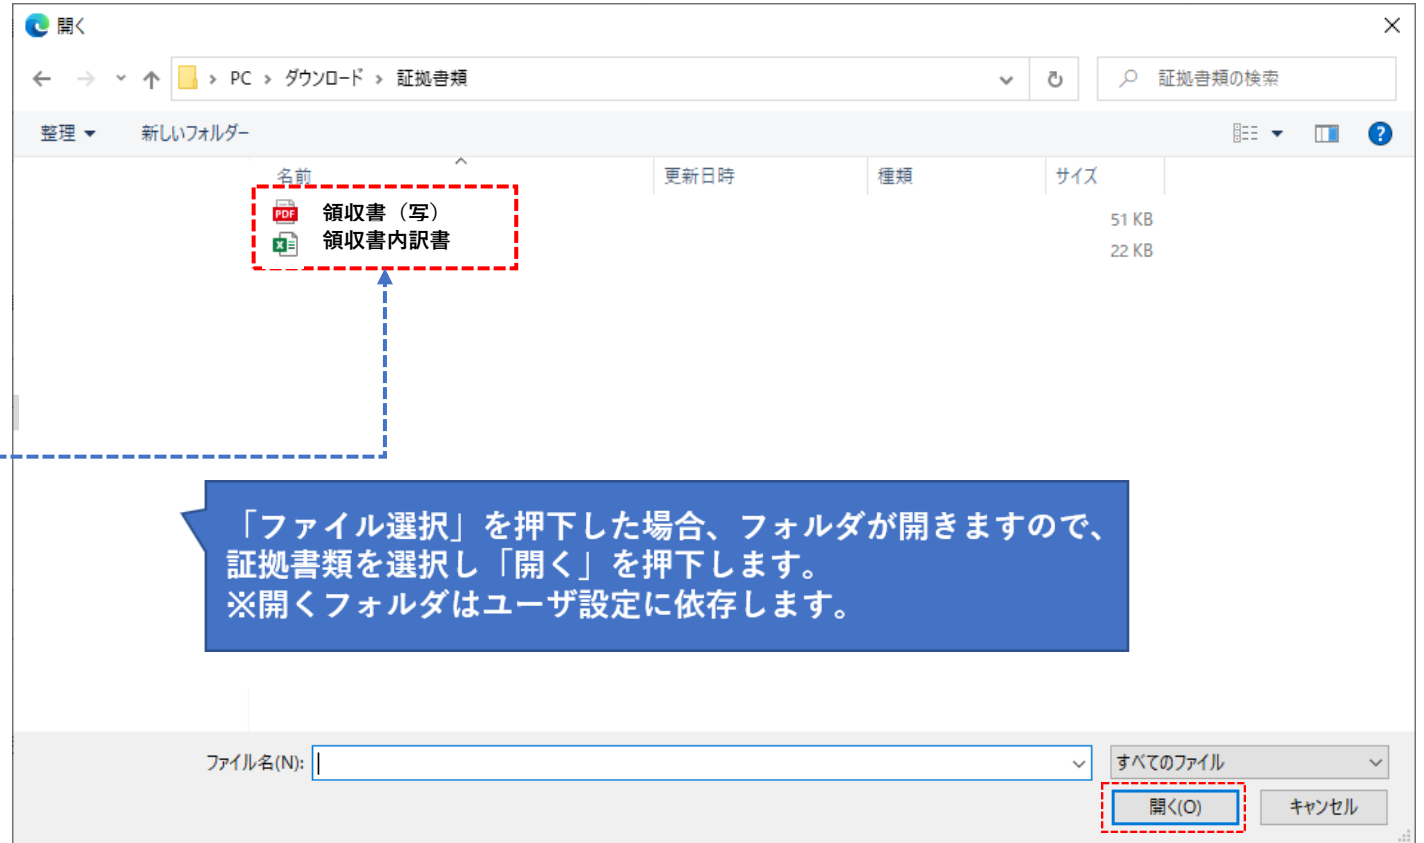 開く
PC › ダウンロード › 証拠書類
証拠書類の検索
整理
新しいフォルダー
名前 更新日時 種類 サイズ
PDF 領収書（写） 51 KB
領収書内訳書 22 KB
「ファイル選択」を押下した場合、フォルダが開きますので、
証拠書類を選択し「開く」を押下します。
※開くフォルダはユーザ設定に依存します。
ファイル名(N):
すべてのファイル
開く(O)
キャンセル